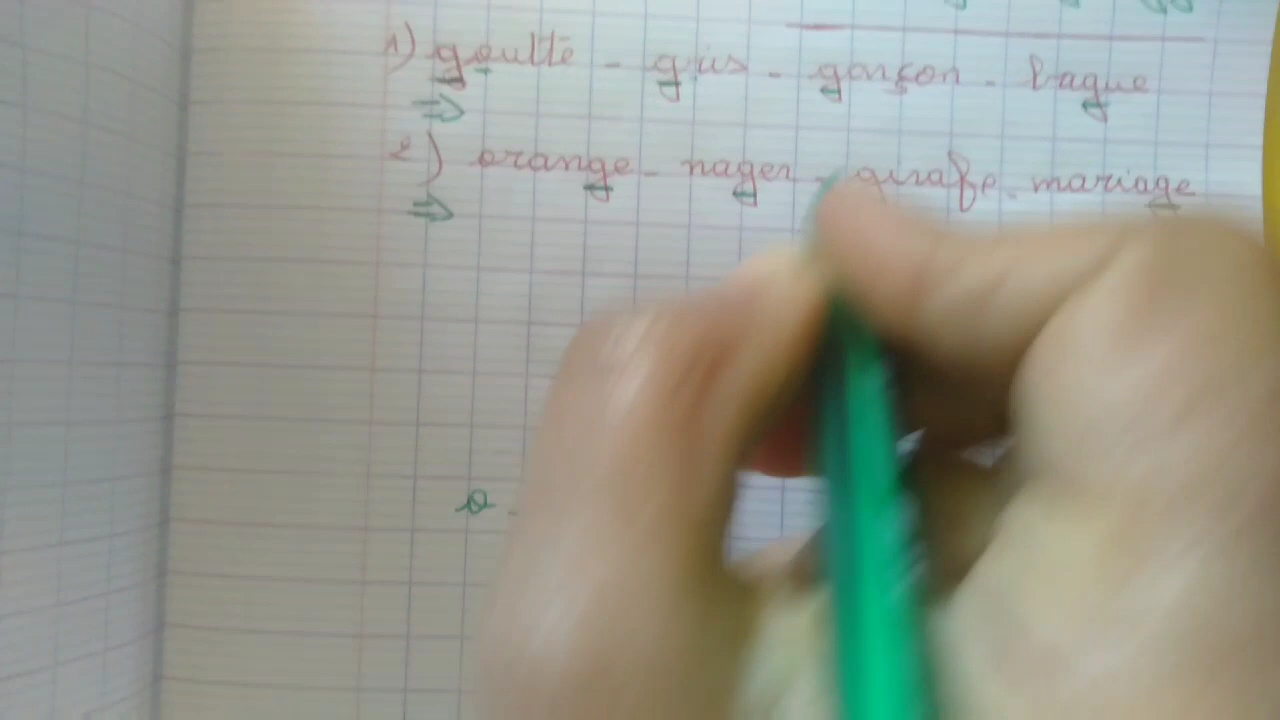 1) goutte - gris - garçon - bague
2) orange - nager - girafe - mariage